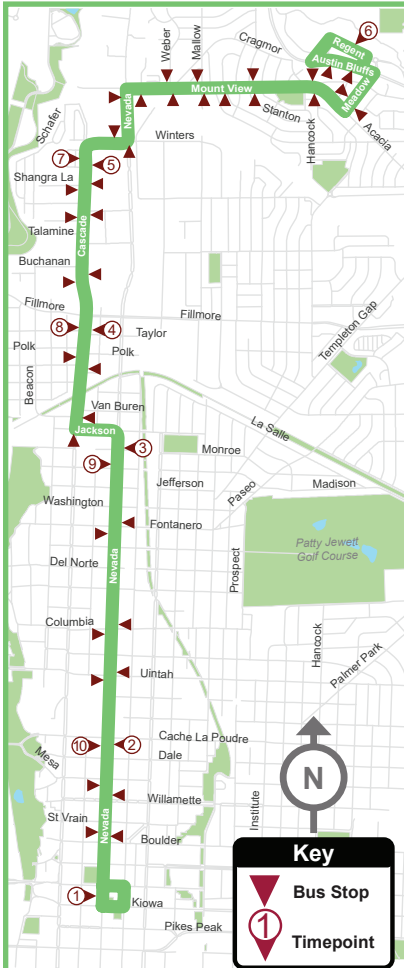 6
Regent
Austin Bluffs
Meadow
Acacia
Cragmor
Mallow
Weber
Mount View
Stanton
Hancock
Nevada
Schafer
Winters
7
5
Shangra La
Cascade
Talamine
Buchanan
Fillmore
Fillmore
8
4
Taylor
Templeton Gap
Polk
Polk
Beacon
Van Buren
La Salle
Jackson
3
Monroe
9
Jefferson
Paseo
Madison
Washington
Fontanero
Nevada
Patty Jewett
Golf Course
Del Norte
Prospect
Columbia
Hancock
Uintah
Palmer Park
10
2
Cache La Poudre
Mesa
Dale
N
Willamette
Institute
St Vrain
Nevada
Boulder
Key
Bus Stop
1
Timepoint
1
Kiowa
Pikes Peak